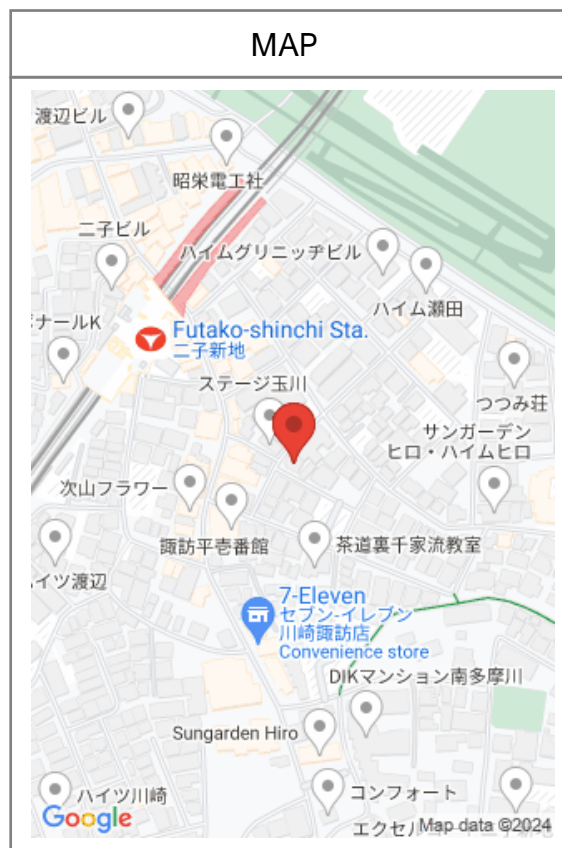 MAP
渡辺ビル
昭栄電工社
二子ビル
ハイムグリニッヂビル
ハイム瀬田
ナールK
Futako-shinchi Sta.
二子新地
ステージ玉川
つつみ荘
サンガーデン
ヒロ・ハイムヒロ
次山フラワー
諏訪平壱番館
茶道裏千家流教室
イツ渡辺
7-Eleven
セブン-イレブン
川崎諏訪店
Convenience store
DIKマンション南多摩川
Sungarden Hiro
ハイツ川崎
コンフォート
Google
エクセル
Map data ©2024